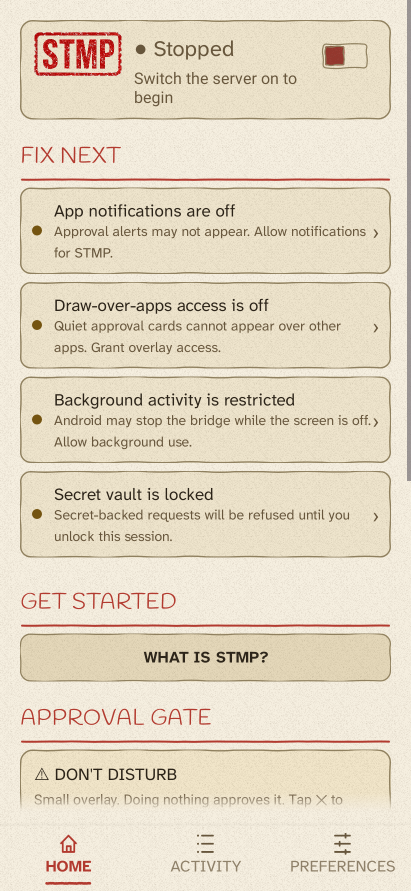 STMP
● Stopped
Switch the server on to
begin
FIX NEXT
App notifications are off
Approval alerts may not appear. Allow notifications
for STMP.
Draw-over-apps access is off
Quiet approval cards cannot appear over other
apps. Grant overlay access.
Background activity is restricted
Android may stop the bridge while the screen is off.
Allow background use.
Secret vault is locked
Secret-backed requests will be refused until you
unlock this session.
GET STARTED
WHAT IS STMP?
APPROVAL GATE
⚠ DON'T DISTURB
Small overlay. Doing nothing approves it. Tap ✕ to
HOME
ACTIVITY
PREFERENCES